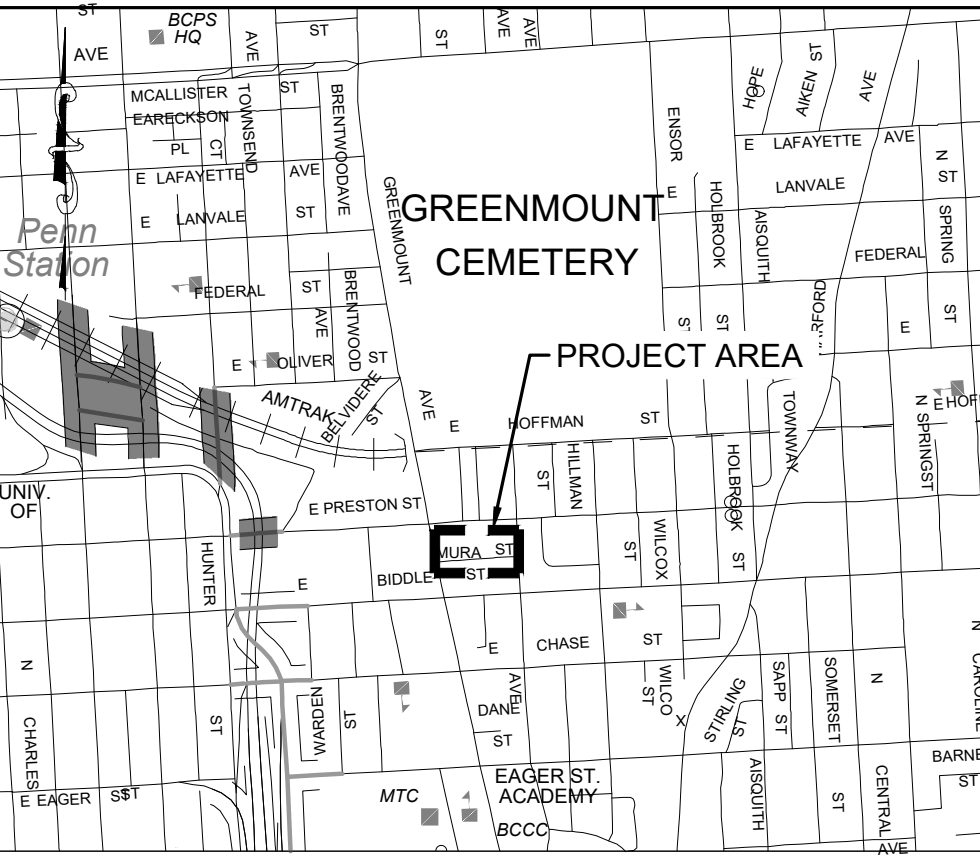 ST
BCPS
HQ
AVE
AVE
ST
ST
AVE
AVE
MCALLISTER
ST
EARECKSON
PL
CT
TOWNSEND
BRENTWOODAVE
E LAFAYETTE
AVE
E LANVALE
ST
GREENMOUNT
GREENMOUNT
CEMETERY
ENSOR
HOPE
AIKEN ST
AVE
E LAFAYETTE AVE
N
ST
E
LANVALE
HOLBROOK
AISQUITH
SPRING
FEDERAL
Penn
Station
FEDERAL
ST
AVE
BRENTWOOD
ST
ST
E
ST
E OLIVER
ST
PROJECT AREA
AMTRAK
BELVIDERE
ST
AVE
E HOFFMAN ST
TOWNWAY
N SPRINGST
E
UNIV.
OF
E PRESTON ST
ST
HILLMAN
HOLBROOK
ST
HUNTER
MURA ST
E BIDDLE ST
ST
WILCOX
E CHASE ST
N
CHARLES
ST
WARDEN
ST
AVE
DANE
ST
WILCO
X
ST
STIRLING
ST
SAPP ST
SOMERSET
N
N
CAROLINE
E EAGER
ST
MTC
EAGER ST.
ACADEMY
BCCC
AISQUITH
ST
CENTRAL
AVE
ST